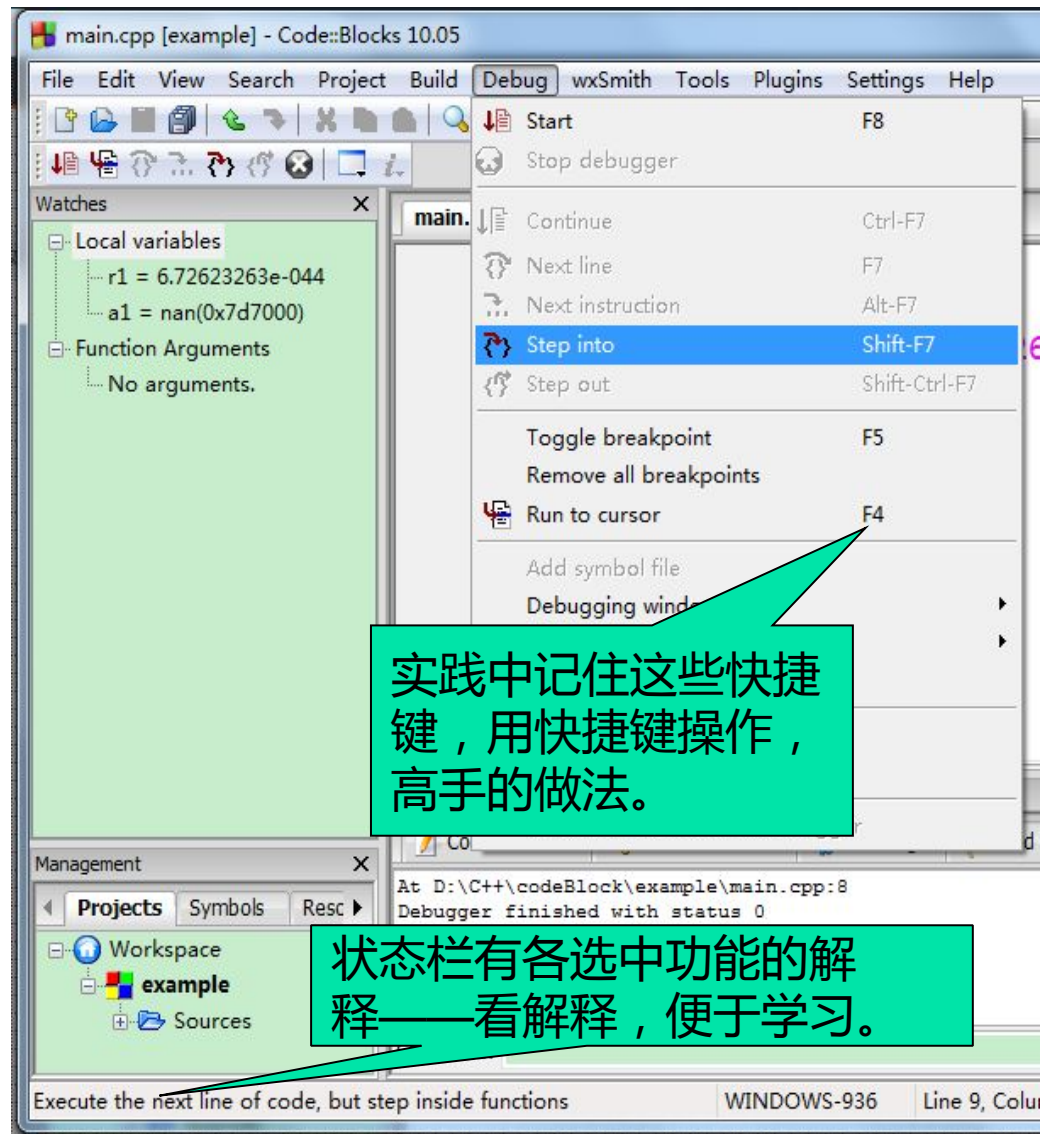 main.cpp [example] - Code::Blocks 10.05
File Edit View Search Project Build Debug wxSmith Tools Plugins Settings Help
Start F8
Stop debugger
Watches
main.
Continue Ctrl-F7
Local variables
r1 = 6.72623263e-044
Next line F7
a1 = nan(0x7d7000)
Next instruction Alt-F7
Function Arguments
Step into Shift-F7
No arguments.
Step out Shift-Ctrl-F7
Toggle breakpoint F5
Remove all breakpoints
Run to cursor F4
Add symbol file
Debugging
实践中记住这些快捷
键，用快捷键操作，
高手的做法。
Management
Projects Symbols Resc
At D:\C++\codeBlock\example\main.cpp:8
Debugger finished with status 0
Workspace
example
Sources
状态栏有各选中功能的解
释——看解释，便于学习。
Execute the next line of code, but step inside functions
WINDOWS-936 Line 9, Colu